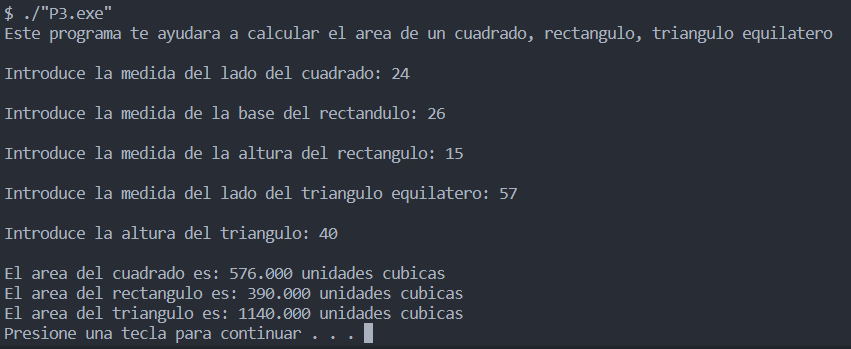 $ ./"P3.exe"
Este programa te ayudara a calcular el area de un cuadrado, rectangulo, triangulo equilatero
Introduce la medida del lado del cuadrado: 24
Introduce la medida de la base del rectandulo: 26
Introduce la medida de la altura del rectangulo: 15
Introduce la medida del lado del triangulo equilatero: 57
Introduce la altura del triangulo: 40
El area del cuadrado es: 576.000 unidades cubicas
El area del rectangulo es: 390.000 unidades cubicas
El area del triangulo es: 1140.000 unidades cubicas
Presione una tecla para continuar . . .